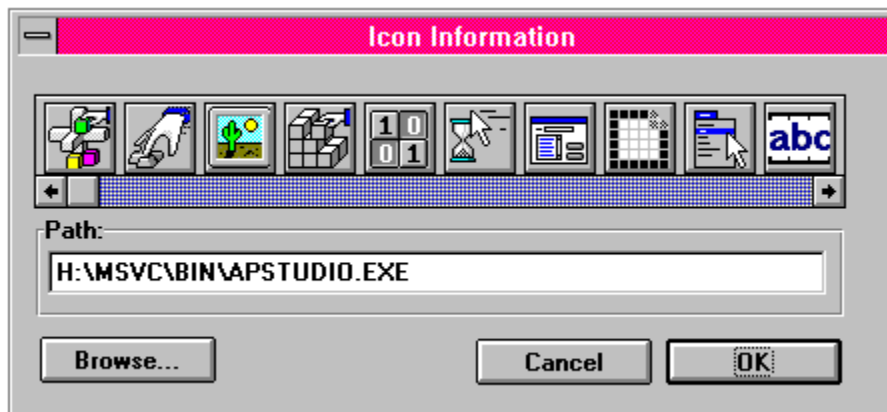 Icon Information
1 0
0 1
abc
Path:
H:\MSVC\BIN\APSTUDIO.EXE
Browse...
Cancel
OK